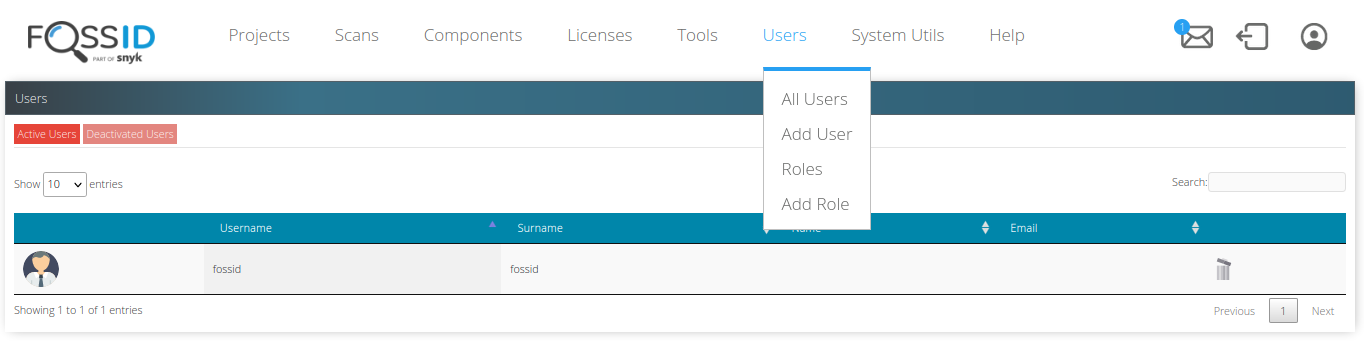 FOSSID
PART OF snyk
Projects Scans Components Licenses Tools Users System Utils Help
1
Users
All Users
Add User
Roles
Add Role
Active Users Deactivated Users
Show 10 entries
Search:
Username Surname Name Email
fossid fossid
Showing 1 to 1 of 1 entries
Previous 1 Next